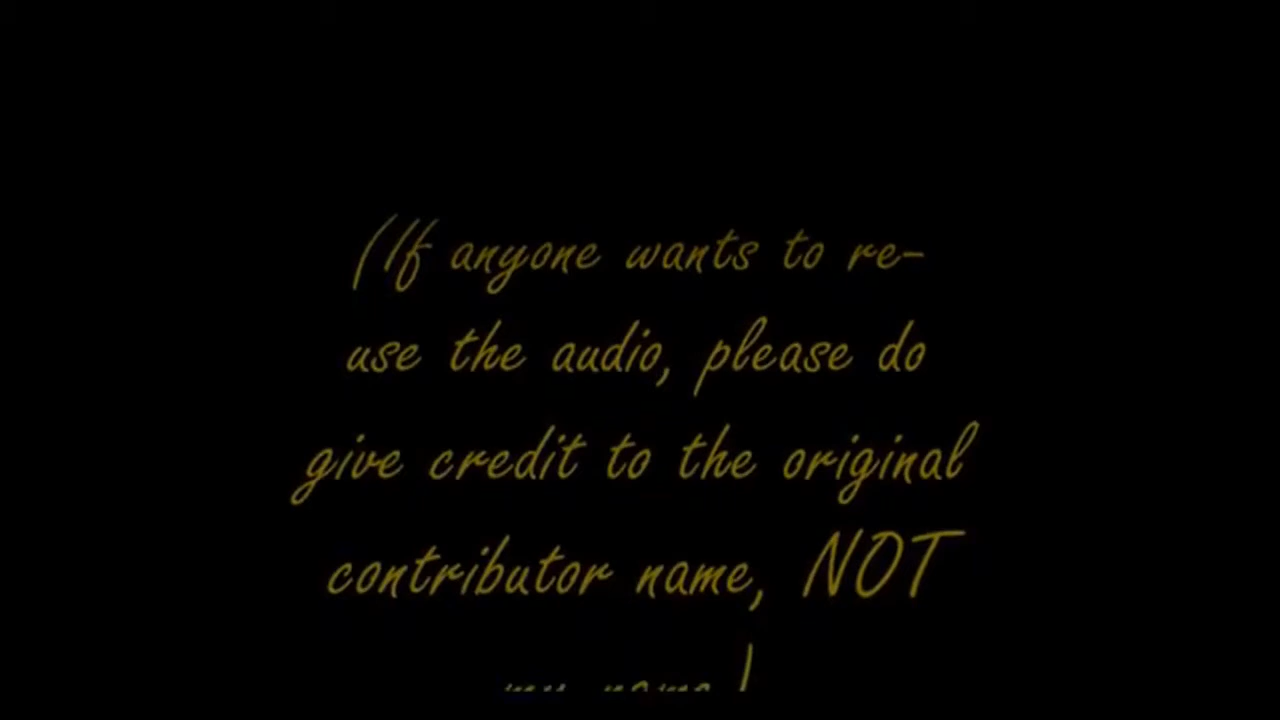 (If anyone wants to re-
use the audio, please do
give credit to the original
contributor name, NOT